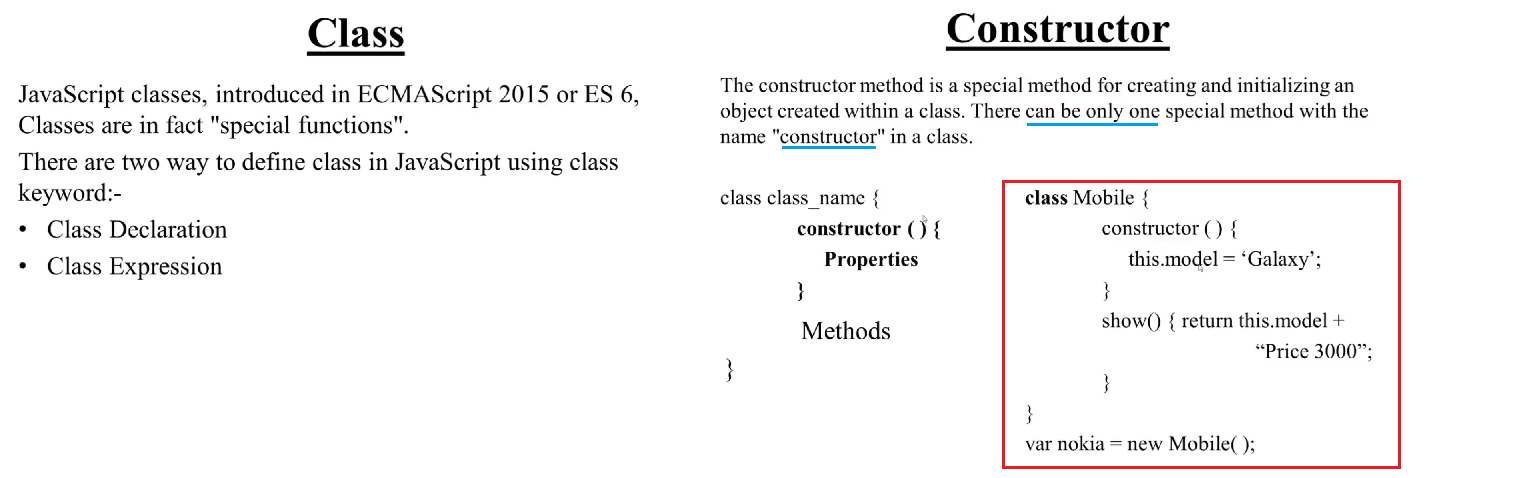 Class
JavaScript classes, introduced in ECMAScript 2015 or ES 6,
Classes are in fact "special functions".
There are two way to define class in JavaScript using class
keyword:-
• Class Declaration
• Class Expression
Constructor
The constructor method is a special method for creating and initializing an
object created within a class. There can be only one special method with the
name "constructor" in a class.
class class_name {
constructor ( ) {
Properties
}
Methods
}
class Mobile {
constructor ( ) {
this.model = ‘Galaxy’;
}
show() { return this.model +
“Price 3000”;
}
}
var nokia = new Mobile( );